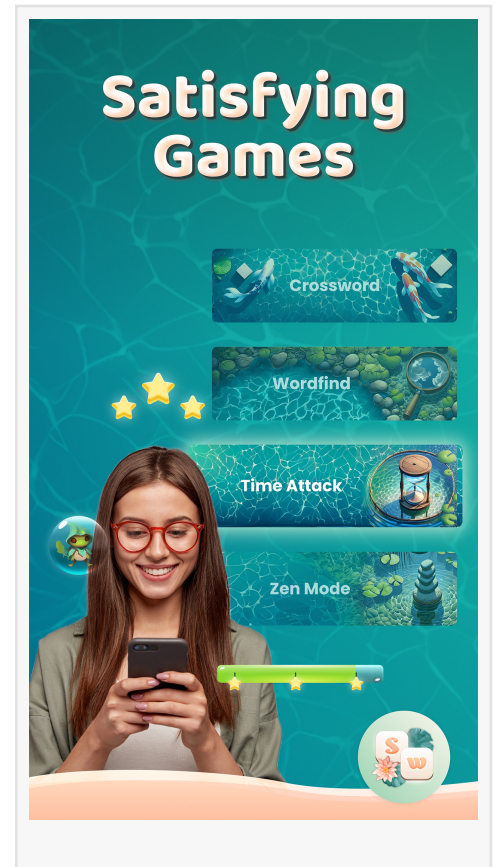 Satisfying
Games
Crossword
Wordfind
Time Attack
Zen Mode
S
W